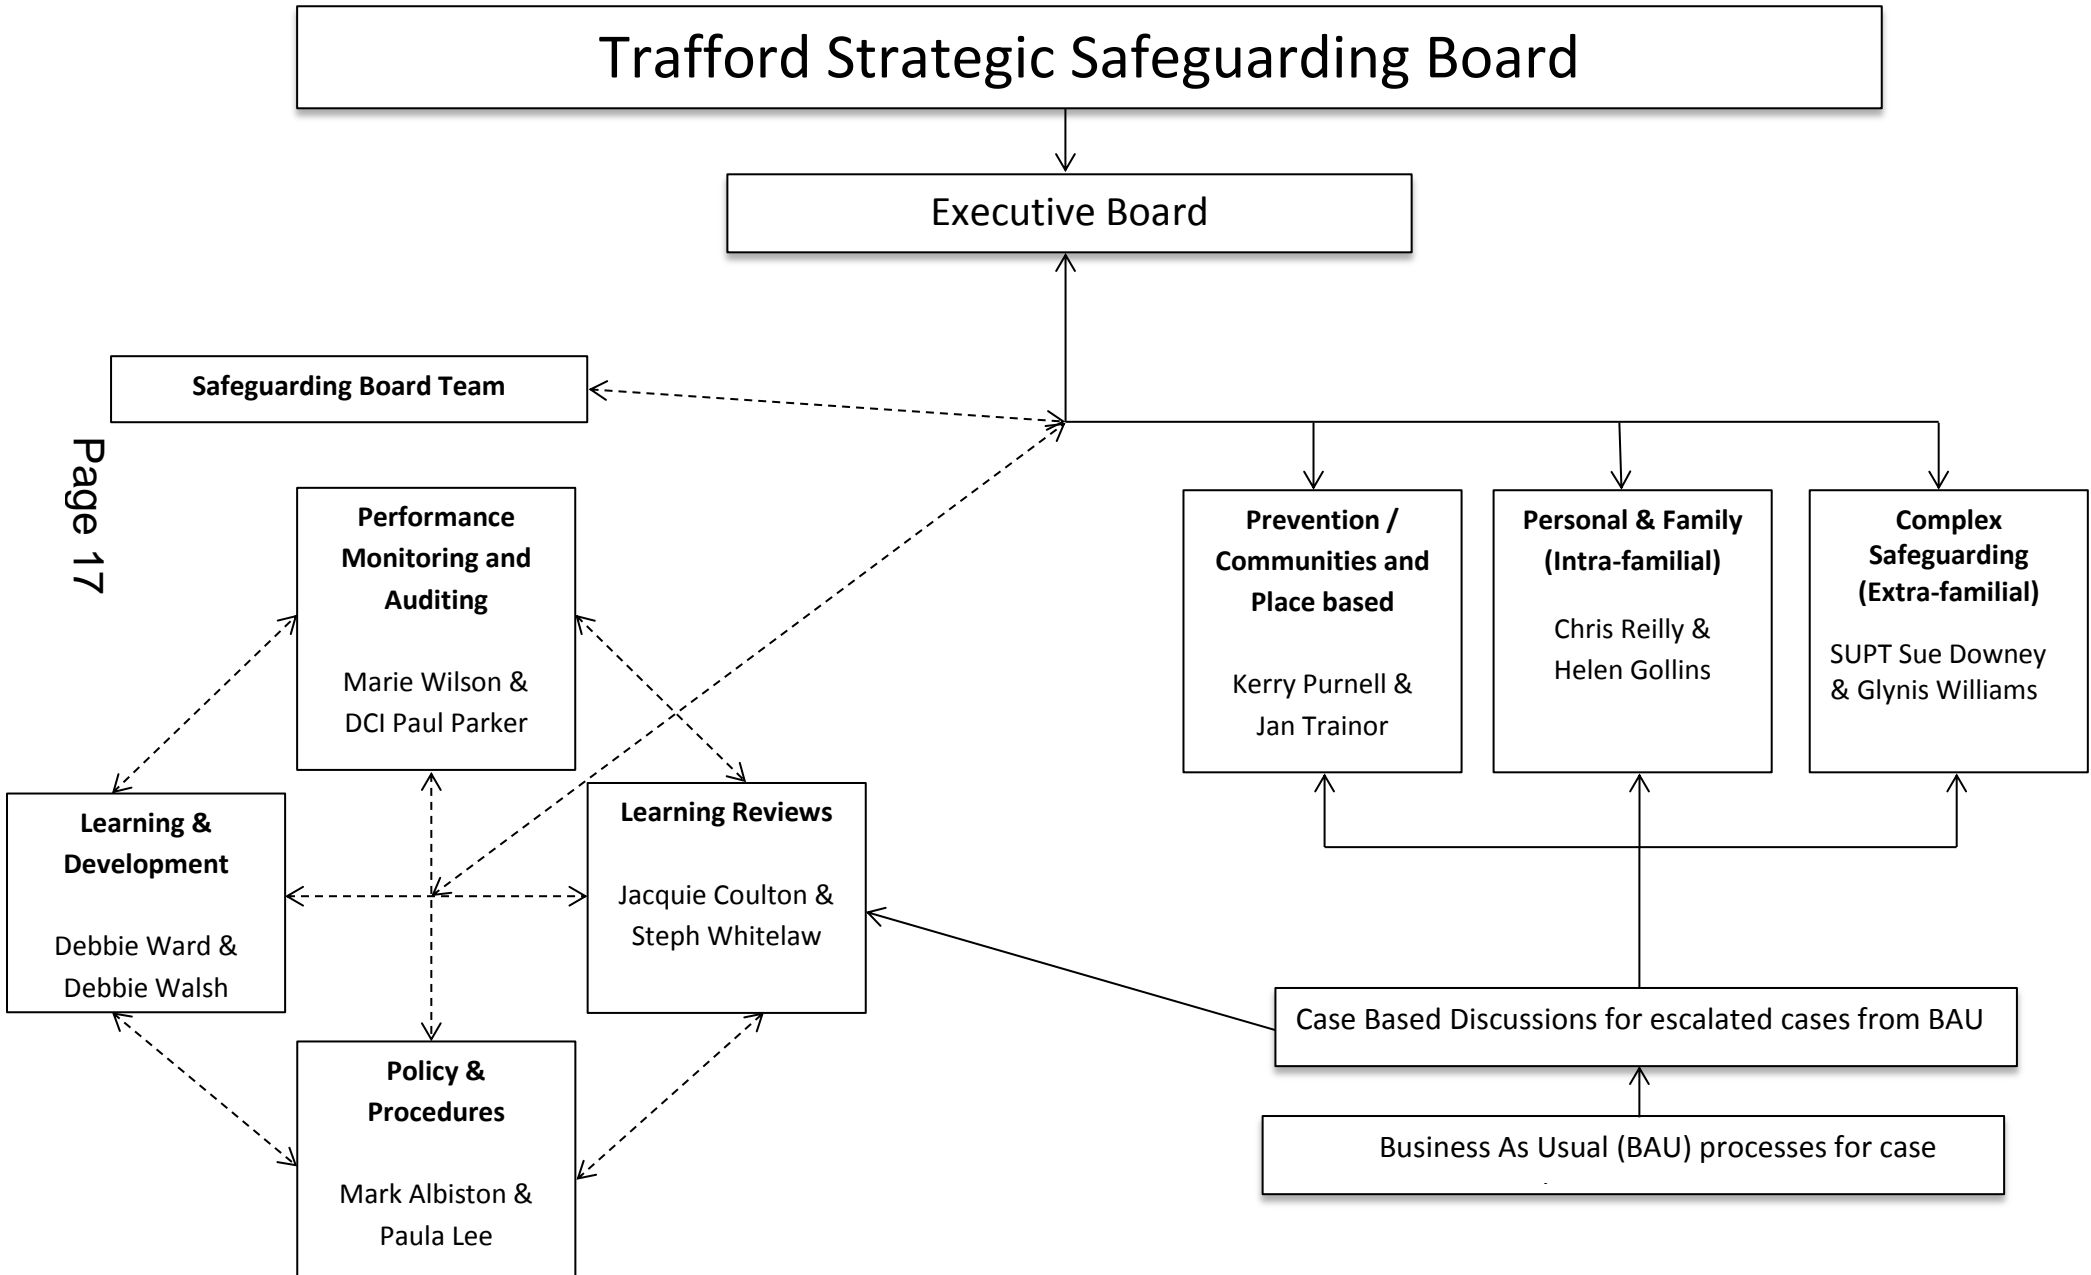 Trafford Strategic Safeguarding Board
Executive Board
Safeguarding Board Team
Page 17
Performance
Monitoring and
Auditing
Marie Wilson &
DCI Paul Parker
Prevention /
Communities and
Place based
Kerry Purnell &
Jan Trainor
Personal & Family
(Intra-familial)
Chris Reilly &
Helen Gollins
Complex
Safeguarding
(Extra-familial)
SUPT Sue Downey
& Glynis Williams
Learning &
Development
Debbie Ward &
Debbie Walsh
Learning Reviews
Jacquie Coulton &
Steph Whitelaw
Policy &
Procedures
Mark Albiston &
Paula Lee
Case Based Discussions for escalated cases from BAU
Business As Usual (BAU) processes for case